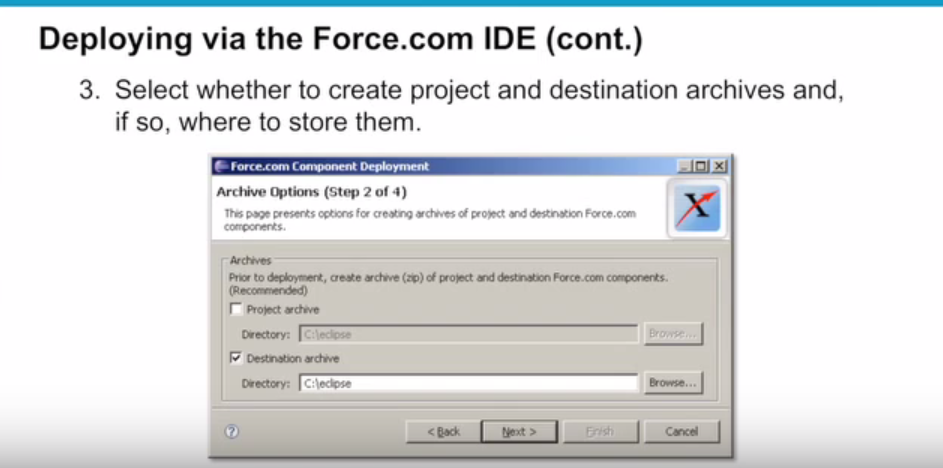 Deploying via the Force.com IDE (cont.)
3. Select whether to create project and destination archives and,
if so, where to store them.
Force.com Component Deployment
Archive Options (Step 2 of 4)
This page presents options for creating archives of project and destination Force.com
components.
Archives
Prior to deployment, create archive (zip) of project and destination Force.com components.
(Recommended)
Project archive
Directory: C:\eclipse Browse...
Destination archive
Directory: C:\eclipse Browse...
? < Back Next > Finish Cancel